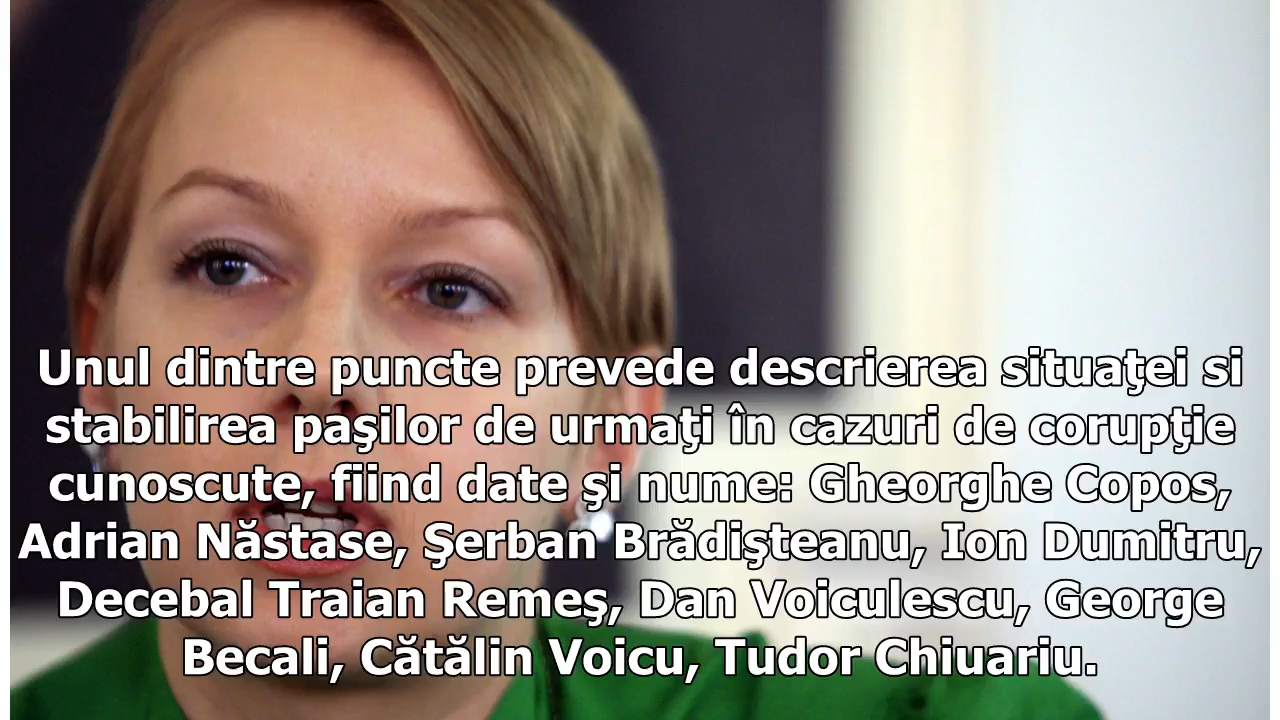 Unul dintre puncte prevede descrierea situaţei si
stabilirea paşilor de urmaţi în cazuri de corupţie
cunoscute, fiind date şi nume: Gheorghe Copos,
Adrian Năstase, Şerban Brădişteanu, Ion Dumitru,
Decebal Traian Remeş, Dan Voiculescu, George
Becali, Cătălin Voicu, Tudor Chiuariu.